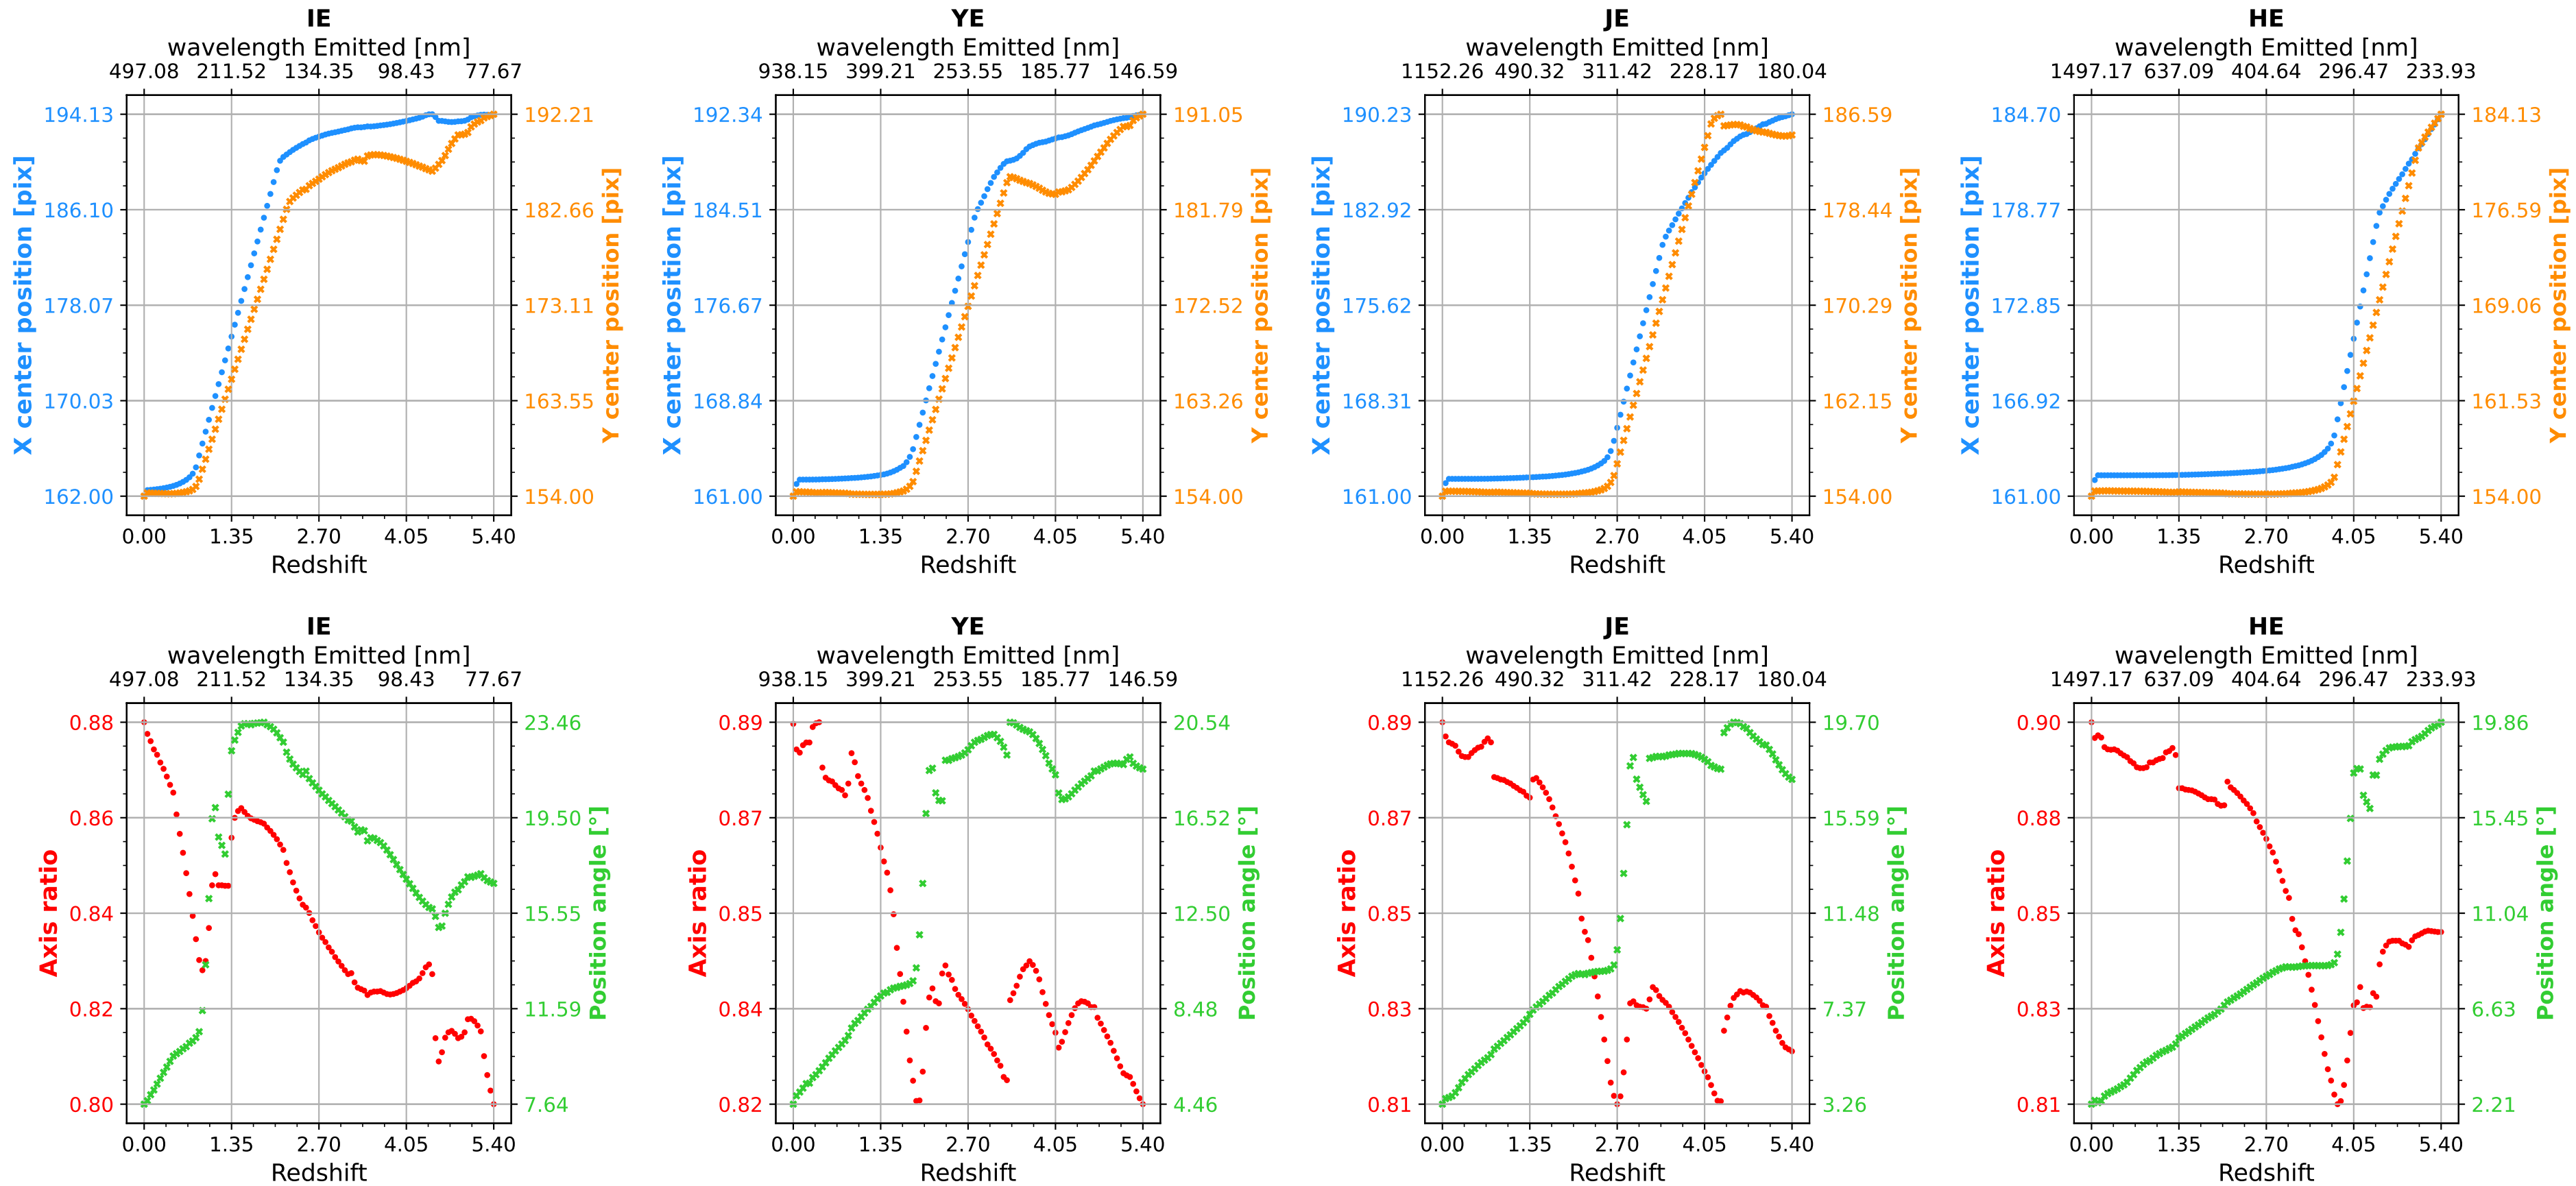 IE
wavelength Emitted [nm]
497.08 211.52 134.35 98.43 77.67
194.13
186.10
178.07
170.03
162.00
X center position [pix]
192.21
182.66
173.11
163.55
154.00
Y center position [pix]
0.00 1.35 2.70 4.05 5.40
Redshift
YE
wavelength Emitted [nm]
938.15 399.21 253.55 185.77 146.59
192.34
184.51
176.67
168.84
161.00
X center position [pix]
191.05
181.79
172.52
163.26
154.00
Y center position [pix]
0.00 1.35 2.70 4.05 5.40
Redshift
JE
wavelength Emitted [nm]
1152.26 490.32 311.42 228.17 180.04
190.23
182.92
175.62
168.31
161.00
X center position [pix]
186.59
178.44
170.29
162.15
154.00
Y center position [pix]
0.00 1.35 2.70 4.05 5.40
Redshift
HE
wavelength Emitted [nm]
1497.17 637.09 404.64 296.47 233.93
184.70
178.77
172.85
166.92
161.00
X center position [pix]
184.13
176.59
169.06
161.53
154.00
Y center position [pix]
0.00 1.35 2.70 4.05 5.40
Redshift
IE
wavelength Emitted [nm]
497.08 211.52 134.35 98.43 77.67
0.88
0.86
0.84
0.82
0.80
Axis ratio
23.46
19.50
15.55
11.59
7.64
Position angle [°]
0.00 1.35 2.70 4.05 5.40
Redshift
YE
wavelength Emitted [nm]
938.15 399.21 253.55 185.77 146.59
0.89
0.87
0.85
0.84
0.82
Axis ratio
20.54
16.52
12.50
8.48
4.46
Position angle [°]
0.00 1.35 2.70 4.05 5.40
Redshift
JE
wavelength Emitted [nm]
1152.26 490.32 311.42 228.17 180.04
0.89
0.87
0.85
0.83
0.81
Axis ratio
19.70
15.59
11.48
7.37
3.26
Position angle [°]
0.00 1.35 2.70 4.05 5.40
Redshift
HE
wavelength Emitted [nm]
1497.17 637.09 404.64 296.47 233.93
0.90
0.88
0.85
0.83
0.81
Axis ratio
19.86
15.45
11.04
6.63
2.21
Position angle [°]
0.00 1.35 2.70 4.05 5.40
Redshift